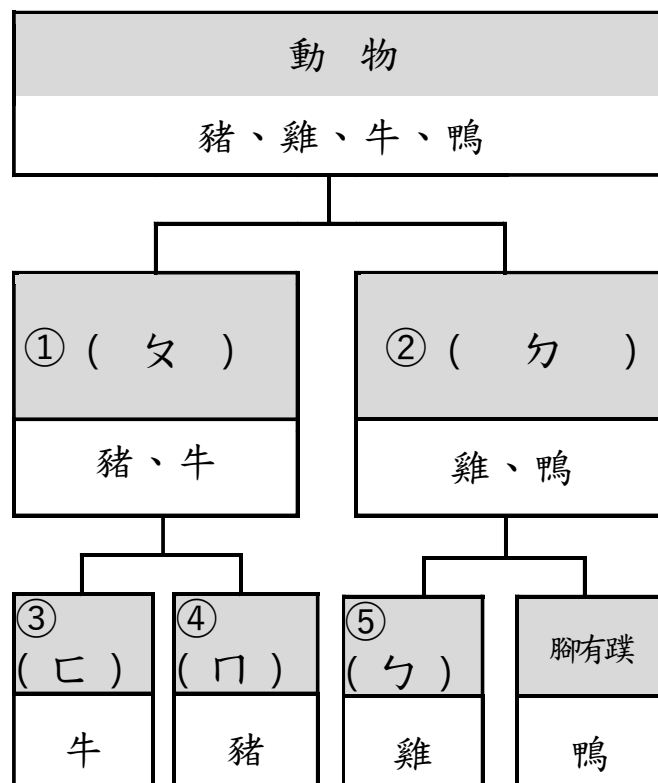 動 物
豬、雞、牛、鴨
① ( ㄆ )
② ( ㄉ )
豬、牛
雞、鴨
③
( ㄈ )
④
( ㄇ )
⑤
( ㄅ )
腳有蹼
牛
豬
雞
鴨